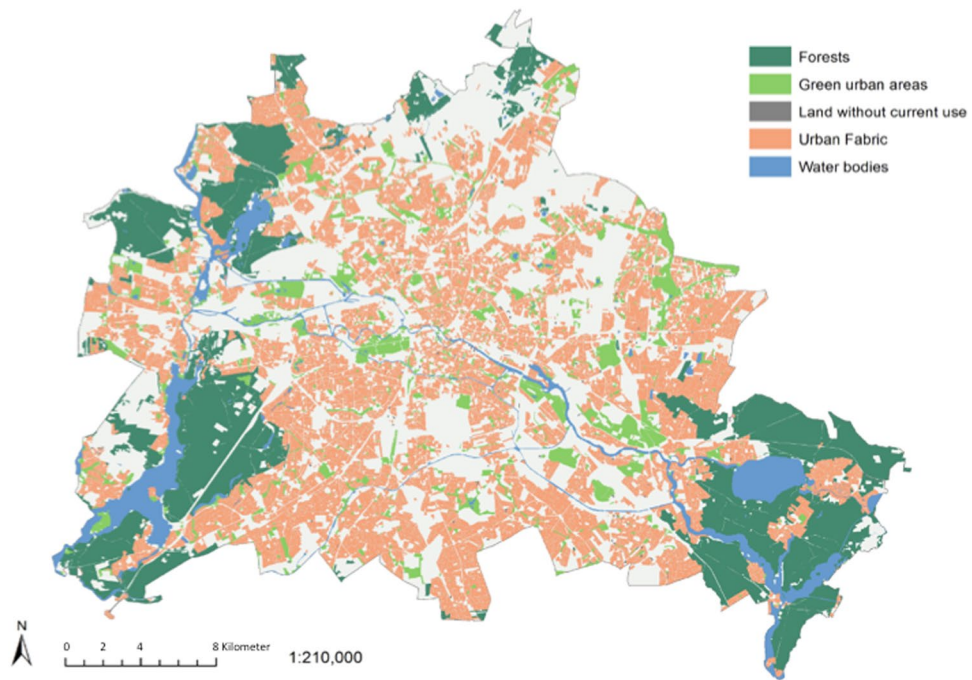 Forests
Green urban areas
Land without current use
Urban Fabric
Water bodies
N
0 2 4 8 Kilometer
1:210,000